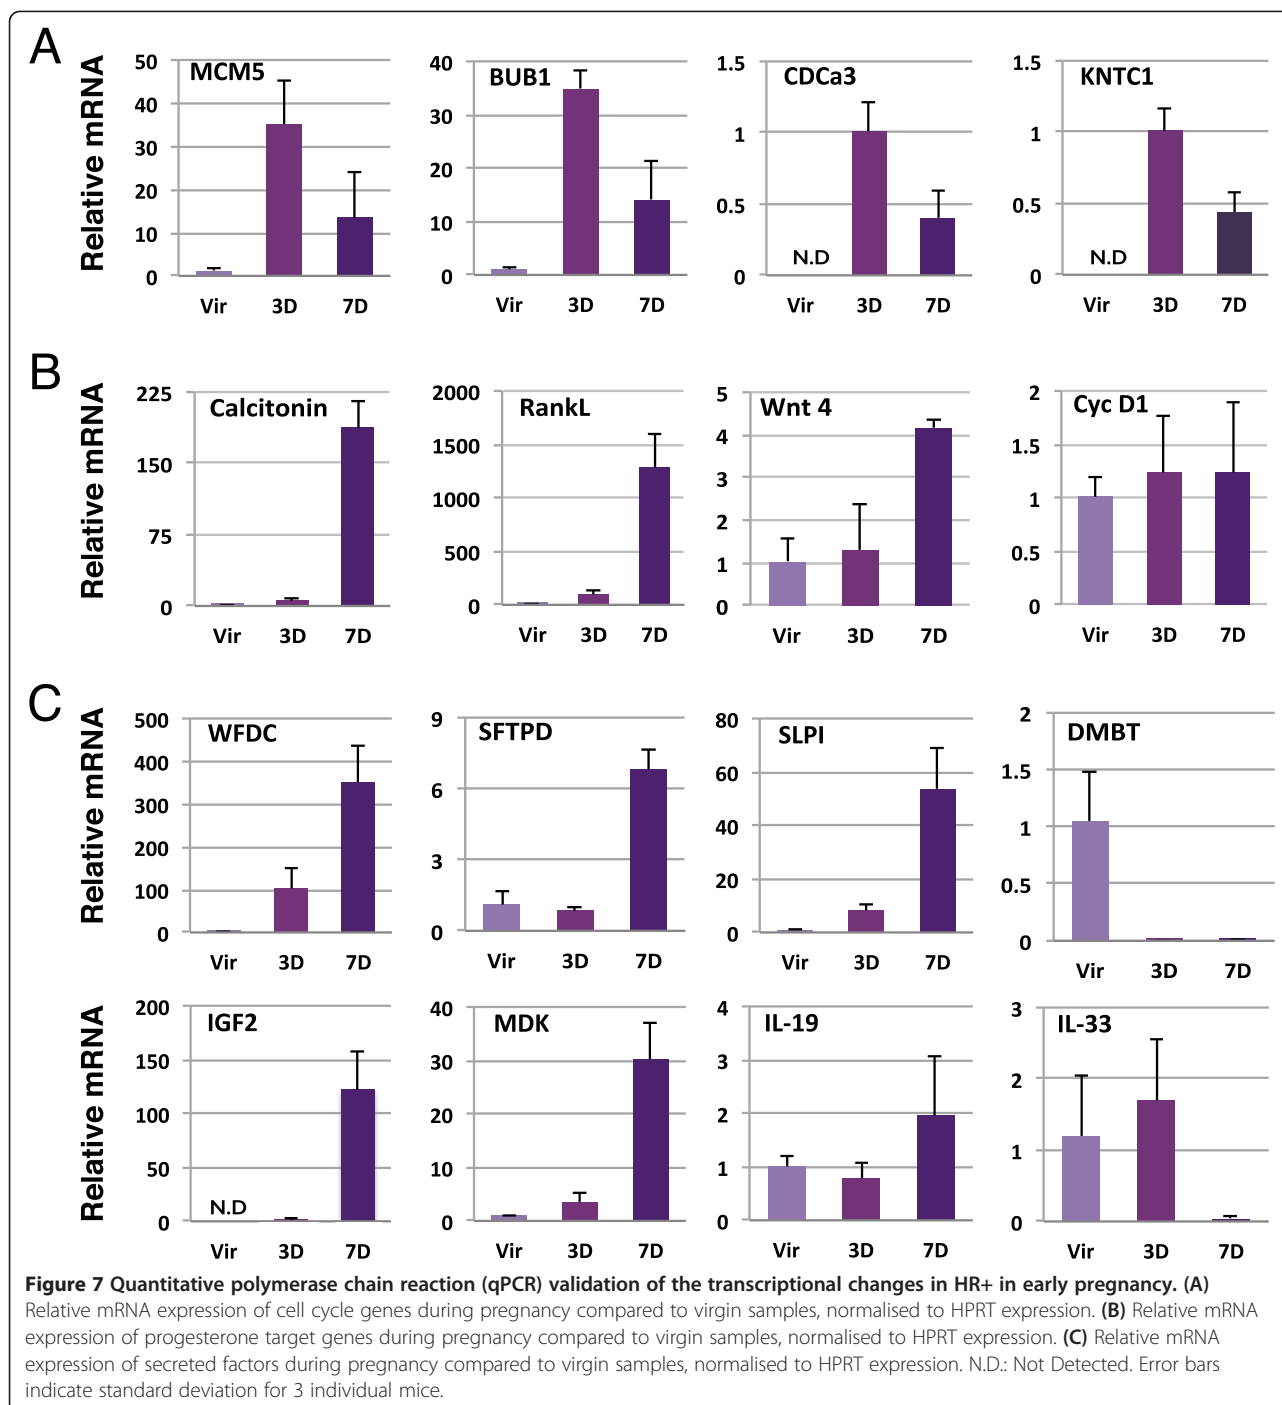 A
Relative mRNA
MCM5
50
40
30
20
10
0
Vir 3D 7D
BUB1
40
30
20
10
0
Vir 3D 7D
CDCa3
1.5
1
0.5
0
N.D
Vir 3D 7D
KNTC1
1.5
1
0.5
0
N.D
Vir 3D 7D
B
Relative mRNA
Calcitonin
225
150
75
0
Vir 3D 7D
RankL
2000
1500
1000
500
0
Vir 3D 7D
Wnt 4
5
4
3
2
1
0
Vir 3D 7D
Cyc D1
2
1.5
1
0.5
0
Vir 3D 7D
C
Relative mRNA
WFDC
500
400
300
200
100
0
Vir 3D 7D
SFTPD
9
6
3
0
Vir 3D 7D
SLPI
80
60
40
20
0
Vir 3D 7D
DMBT
2
1.5
1
0.5
0
Vir 3D 7D
Relative mRNA
IGF2
200
150
100
50
0
N.D
Vir 3D 7D
MDK
40
30
20
10
0
Vir 3D 7D
IL-19
4
3
2
1
0
Vir 3D 7D
IL-33
3
2
1
0
Vir 3D 7D
Figure 7 Quantitative polymerase chain reaction (qPCR) validation of the transcriptional changes in HR+ in early pregnancy. (A)
Relative mRNA expression of cell cycle genes during pregnancy compared to virgin samples, normalised to HPRT expression. (B) Relative mRNA
expression of progesterone target genes during pregnancy compared to virgin samples, normalised to HPRT expression. (C) Relative mRNA
expression of secreted factors during pregnancy compared to virgin samples, normalised to HPRT expression. N.D.: Not Detected. Error bars
indicate standard deviation for 3 individual mice.